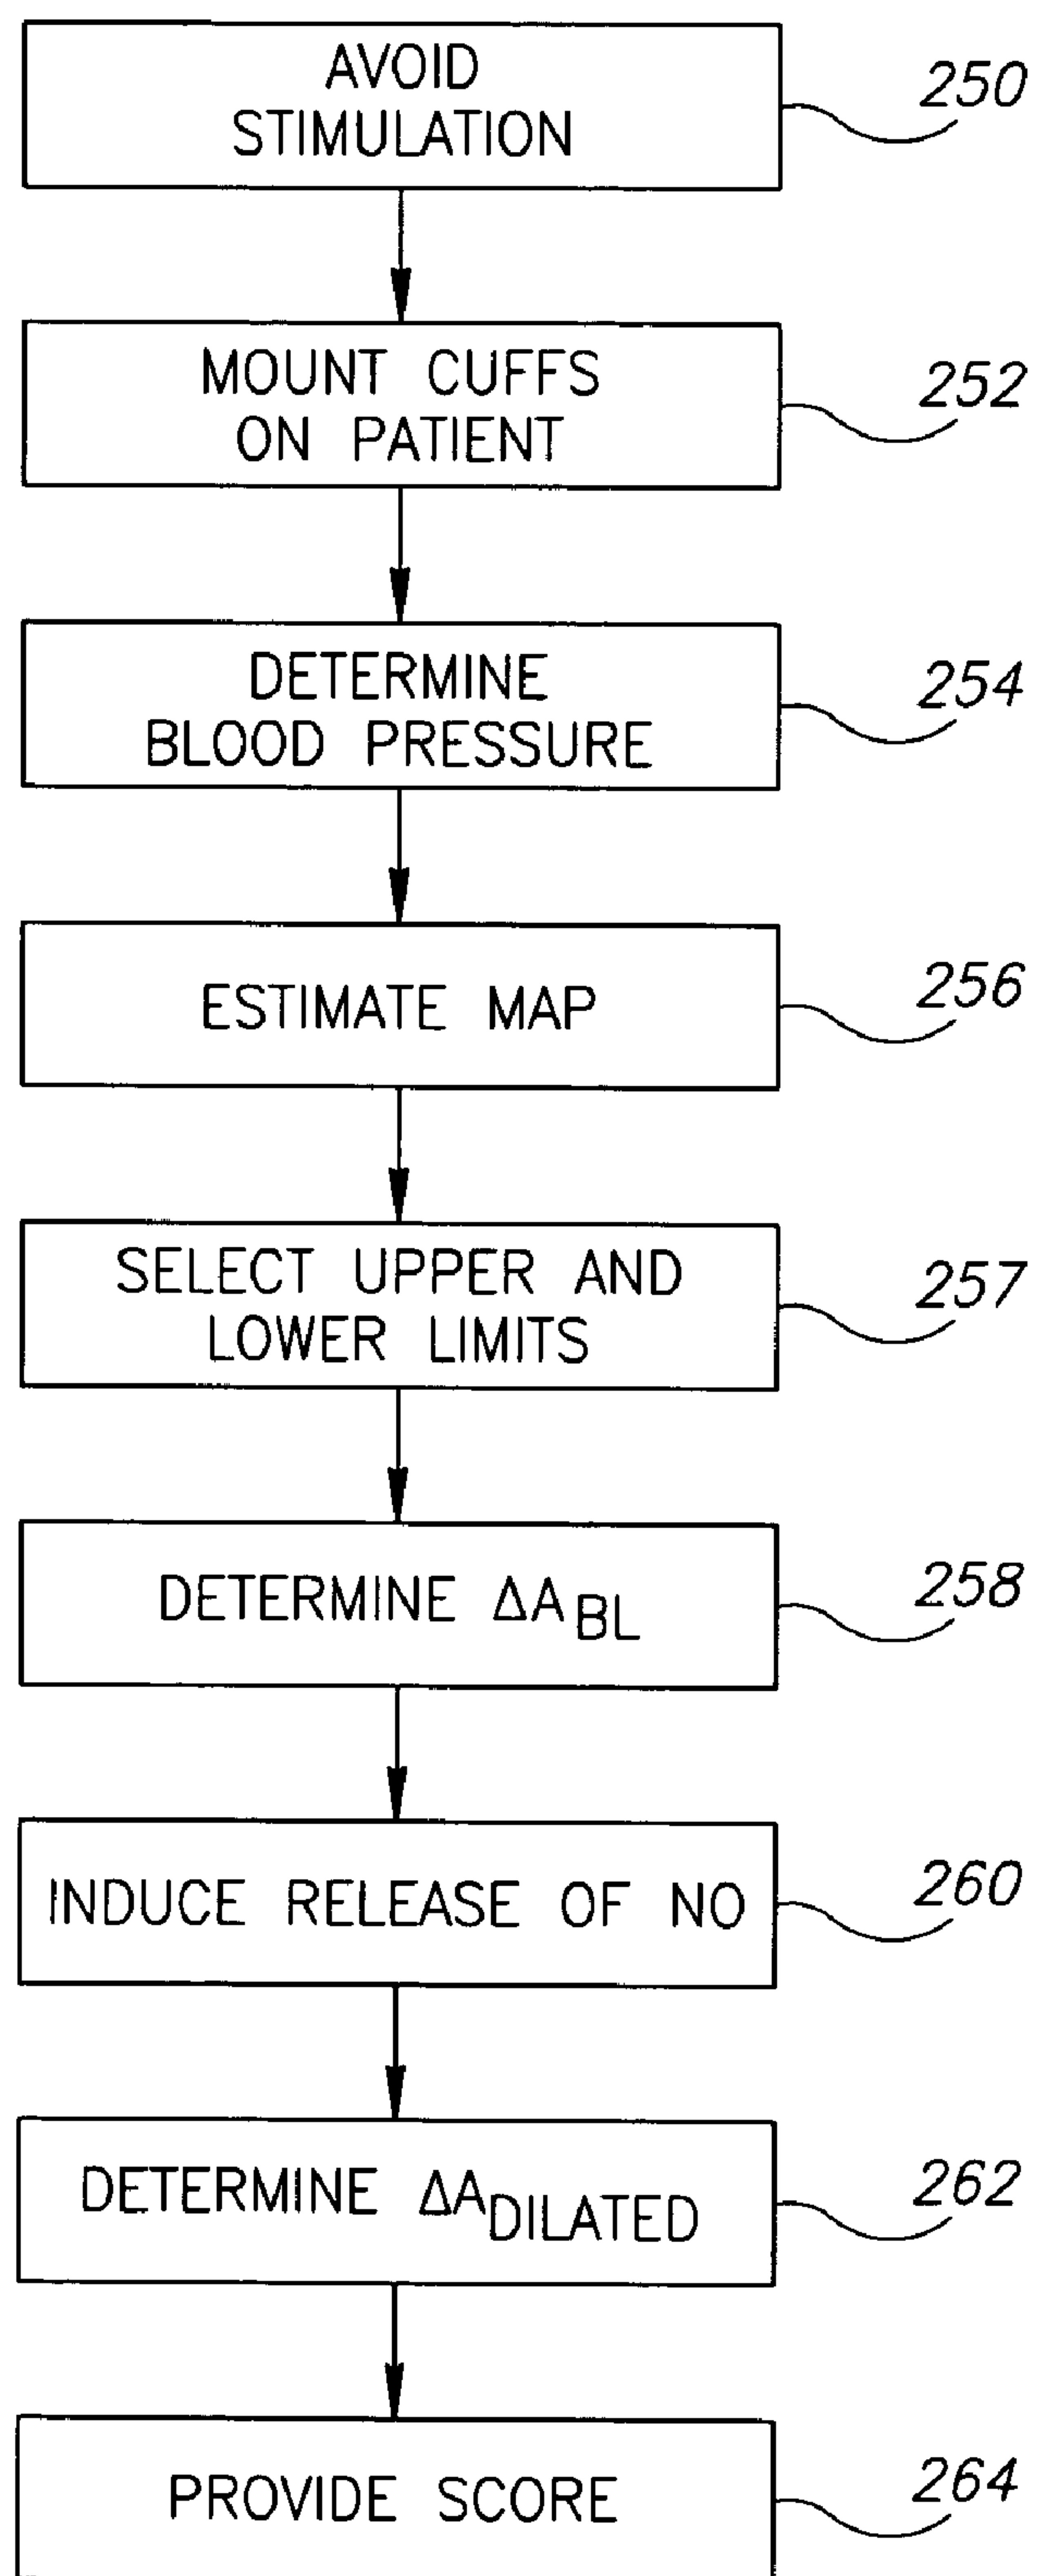 AVOID
STIMULATION
250
MOUNT CUFFS
ON PATIENT
252
DETERMINE
BLOOD PRESSURE
254
ESTIMATE MAP
256
SELECT UPPER AND
LOWER LIMITS
257
DETERMINE ΔA BL
258
INDUCE RELEASE OF NO
260
DETERMINE ΔA DILATED
262
PROVIDE SCORE
264